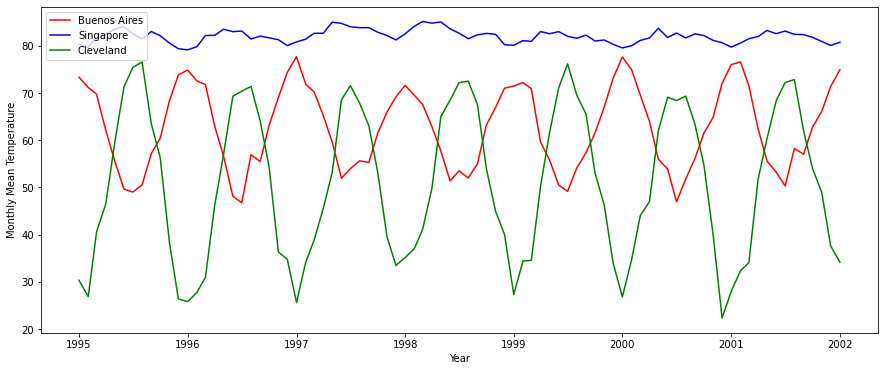 Buenos Aires
Singapore
Cleveland
Monthly Mean Temperature
80
70
60
50
40
30
20
1995 1996 1997 1998 1999 2000 2001 2002
Year